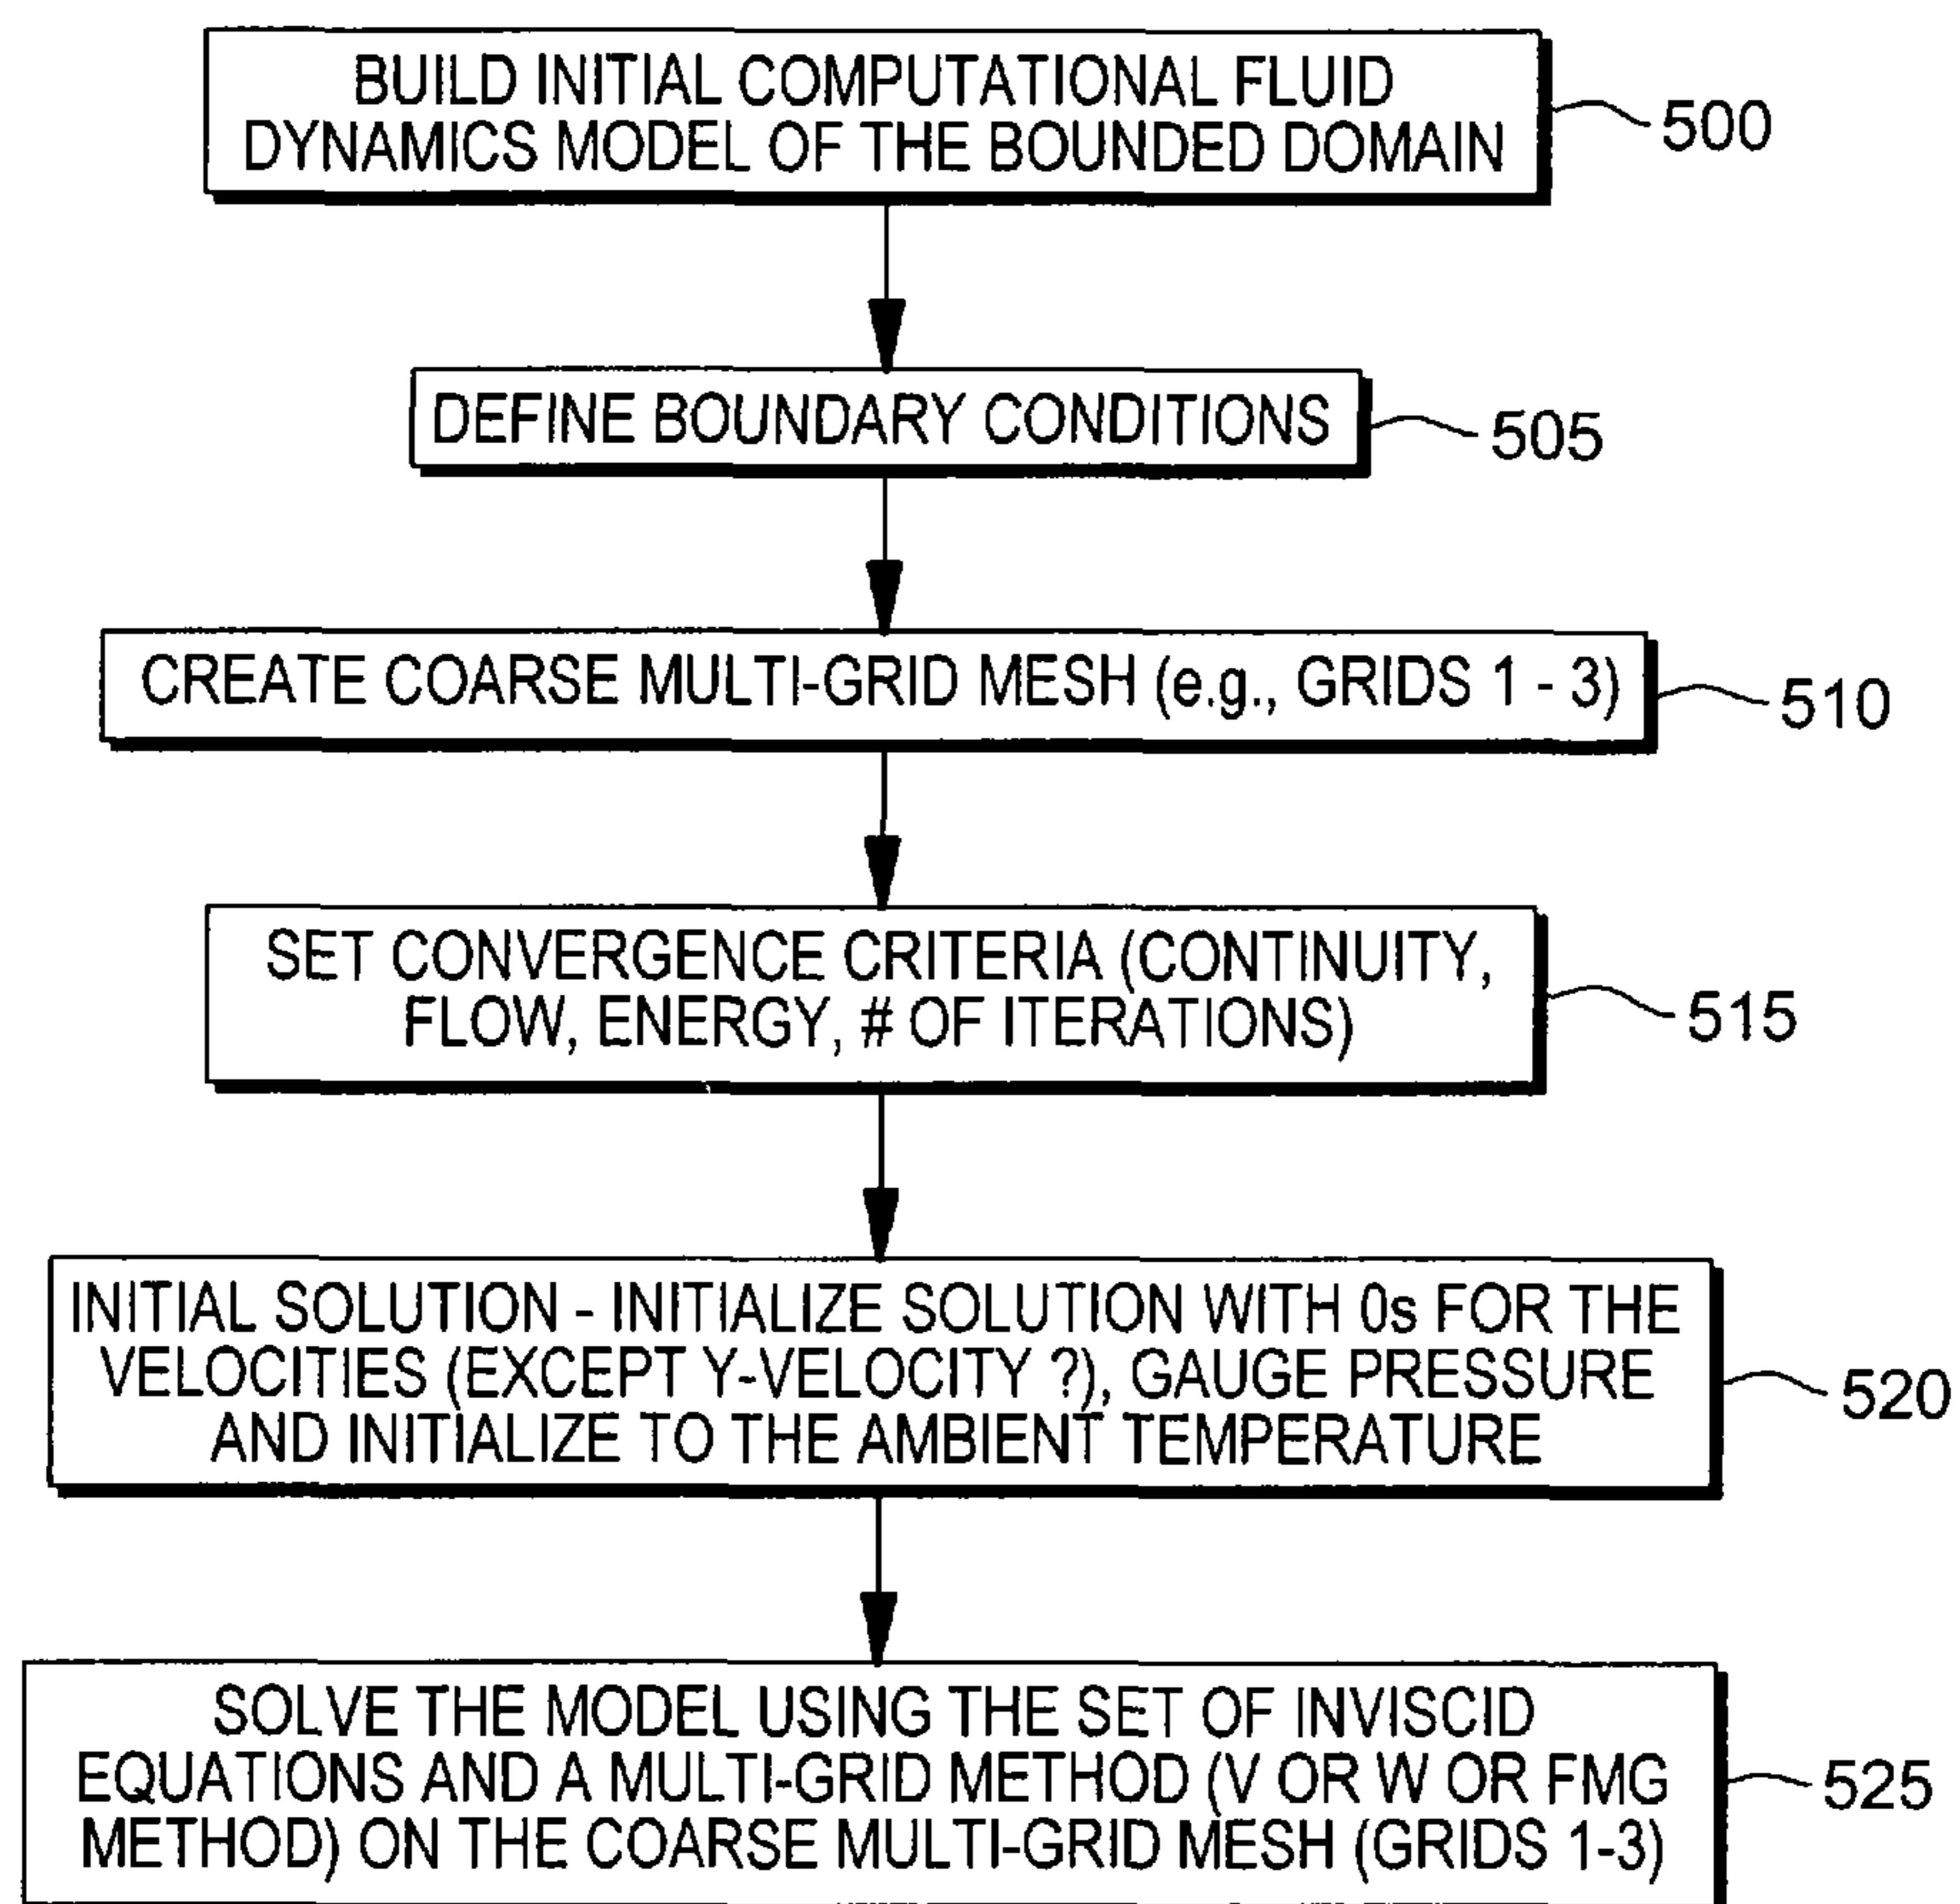 BUILD INITIAL COMPUTATIONAL FLUID
DYNAMICS MODEL OF THE BOUNDED DOMAIN
500
DEFINE BOUNDARY CONDITIONS
505
CREATE COARSE MULTI-GRID MESH (e.g., GRIDS 1 - 3)
510
SET CONVERGENCE CRITERIA (CONTINUITY,
FLOW, ENERGY, # OF ITERATIONS)
515
INITIAL SOLUTION - INITIALIZE SOLUTION WITH 0s FOR THE
VELOCITIES (EXCEPT Y-VELOCITY ?), GAUGE PRESSURE
AND INITIALIZE TO THE AMBIENT TEMPERATURE
520
SOLVE THE MODEL USING THE SET OF INVISCID
EQUATIONS AND A MULTI-GRID METHOD (V OR W OR FMG
METHOD) ON THE COARSE MULTI-GRID MESH (GRIDS 1-3)
525